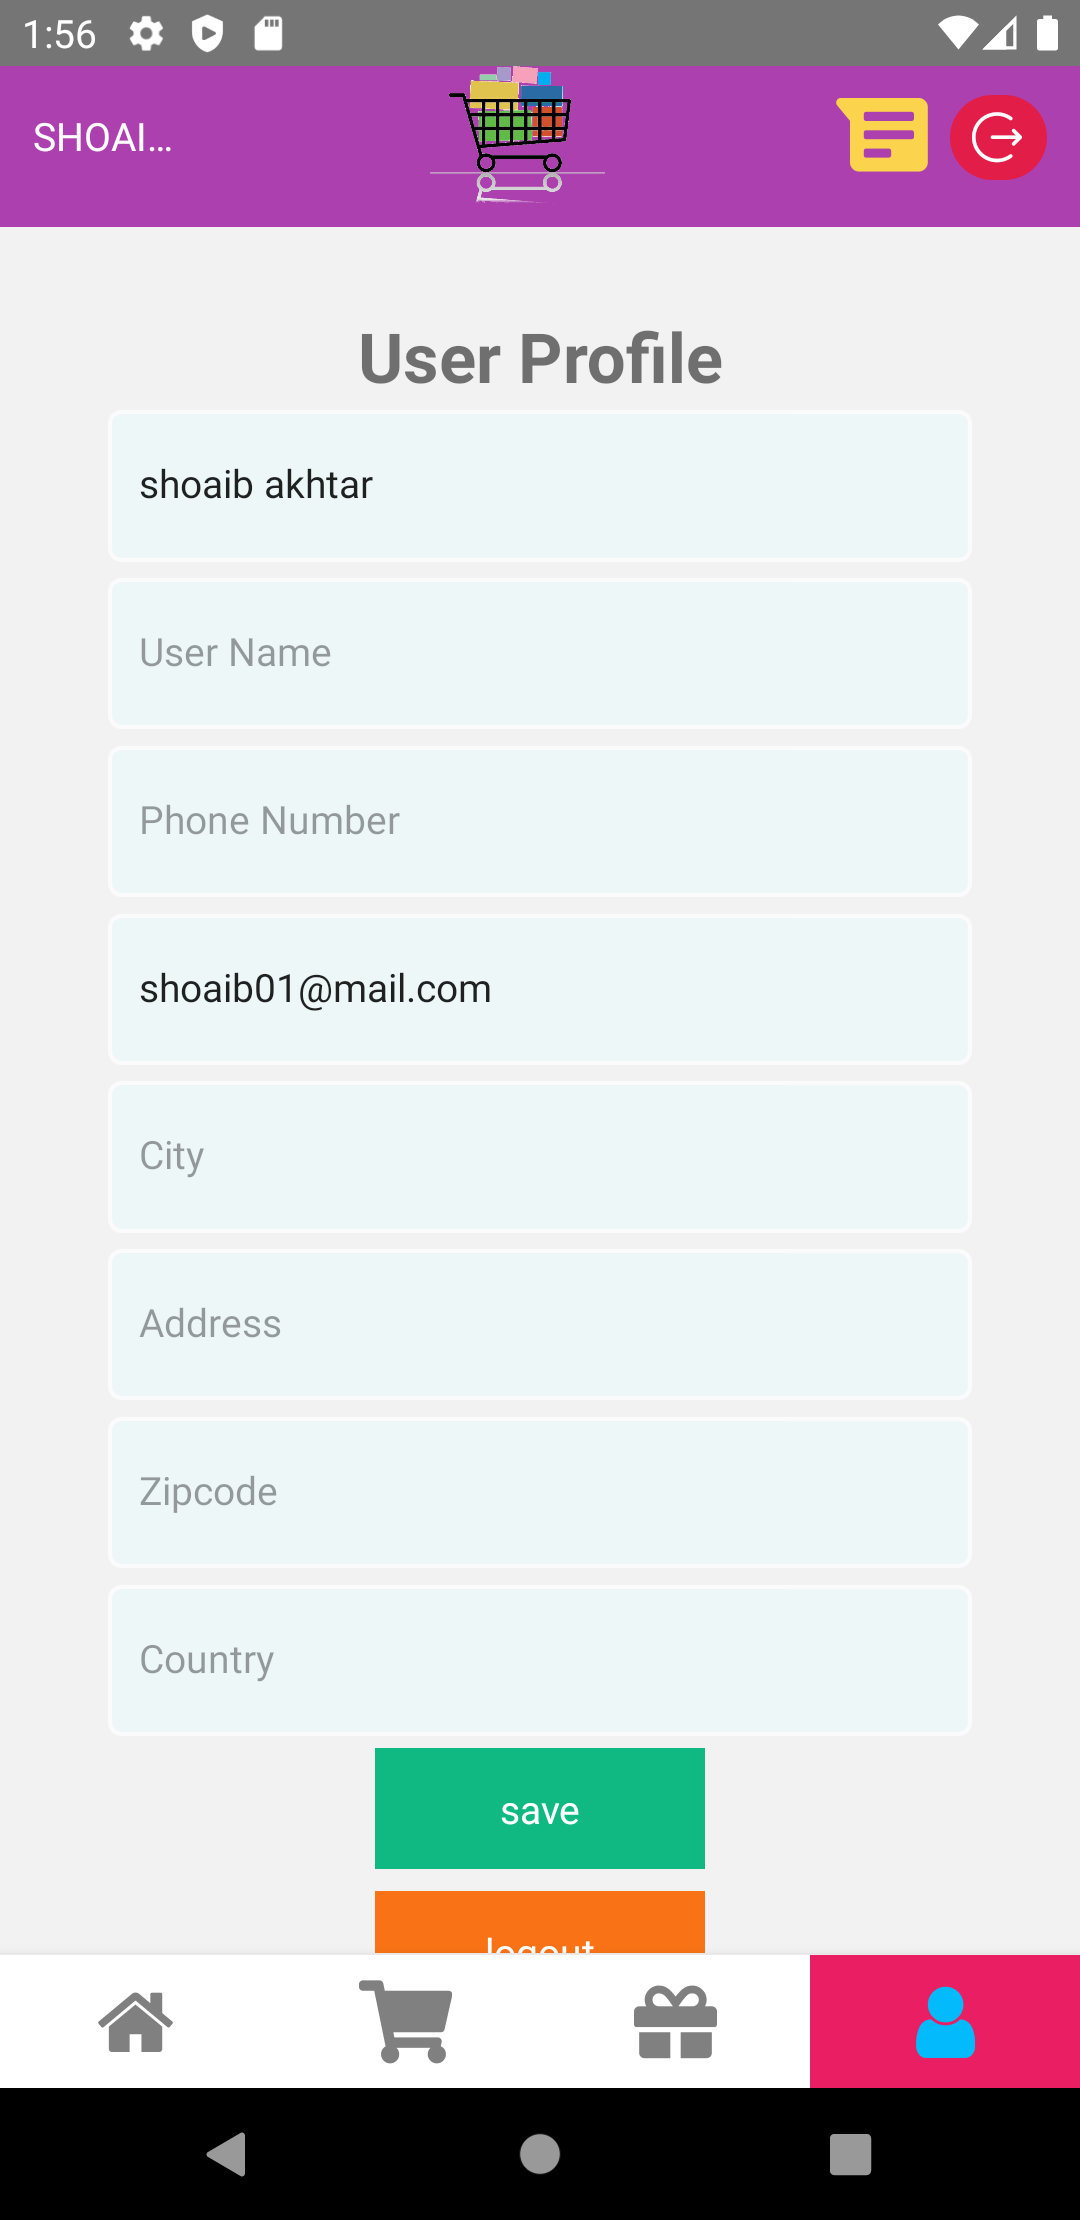 1:56
SHOAI...
User Profile
shoaib akhtar
User Name
Phone Number
shoaib01@mail.com
City
Address
Zipcode
Country
save
logout